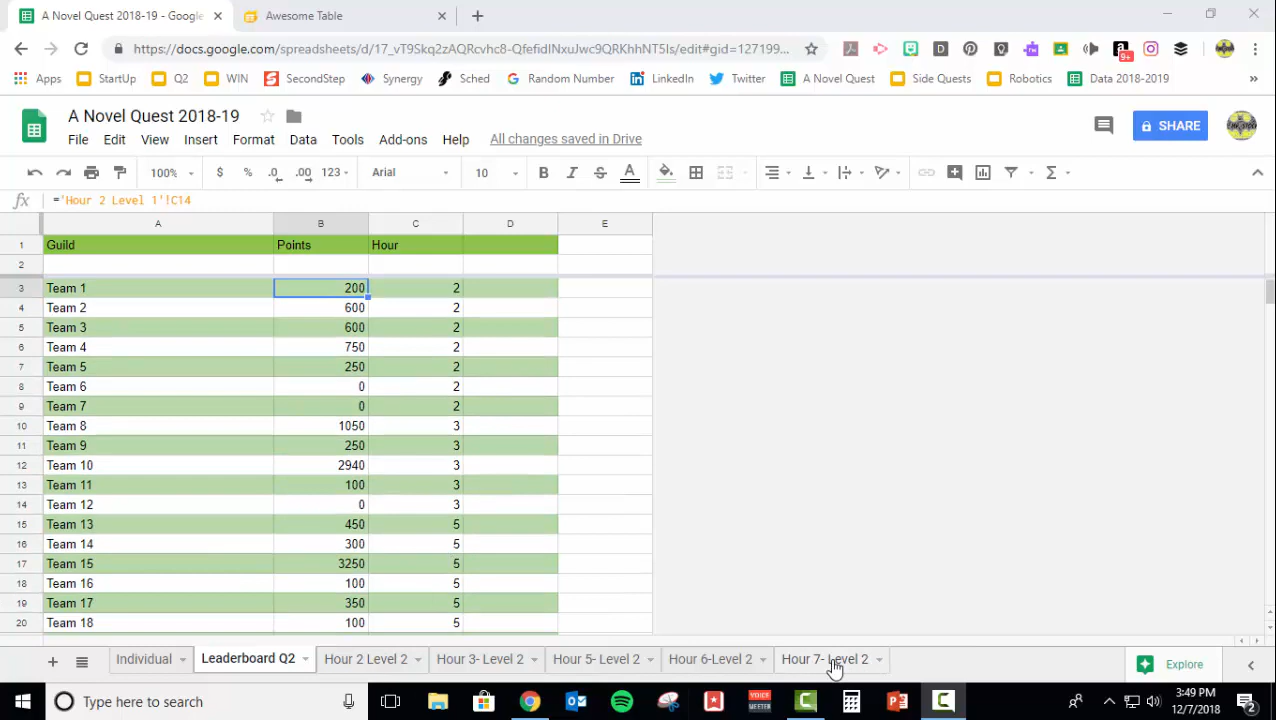 A Novel Quest 2018-19 - Google
Awesome Table
https://docs.google.com/spreadsheets/d/17_vT9Skq2zAQRcvhc8-QfefidlNxuJwc9QRKhhNT5Is/edit#gid=127199...
9+
Apps StartUp Q2 WIN SecondStep Synergy Sched Random Number LinkedIn Twitter A Novel Quest Side Quests Robotics Data 2018-2019 »
A Novel Quest 2018-19
SHARE
File Edit View Insert Format Data Tools Add-ons Help All changes saved in Drive
100% $ % .0 .00 123 Arial 10 B I S A Σ
fx ='Hour 2 Level 1'!C14
A B C D E
1 Guild Points Hour
2
3 Team 1 200 2
4 Team 2 600 2
5 Team 3 600 2
6 Team 4 750 2
7 Team 5 250 2
8 Team 6 0 2
9 Team 7 0 2
10 Team 8 1050 3
11 Team 9 250 3
12 Team 10 2940 3
13 Team 11 100 3
14 Team 12 0 3
15 Team 13 450 5
16 Team 14 300 5
17 Team 15 3250 5
18 Team 16 100 5
19 Team 17 350 5
20 Team 18 100 5
Individual Leaderboard Q2 Hour 2 Level 2 Hour 3- Level 2 Hour 5- Level 2 Hour 6-Level 2 Hour 7- Level 2 Explore
Type here to search
VOICE MEETER
3:49 PM
12/7/2018
2